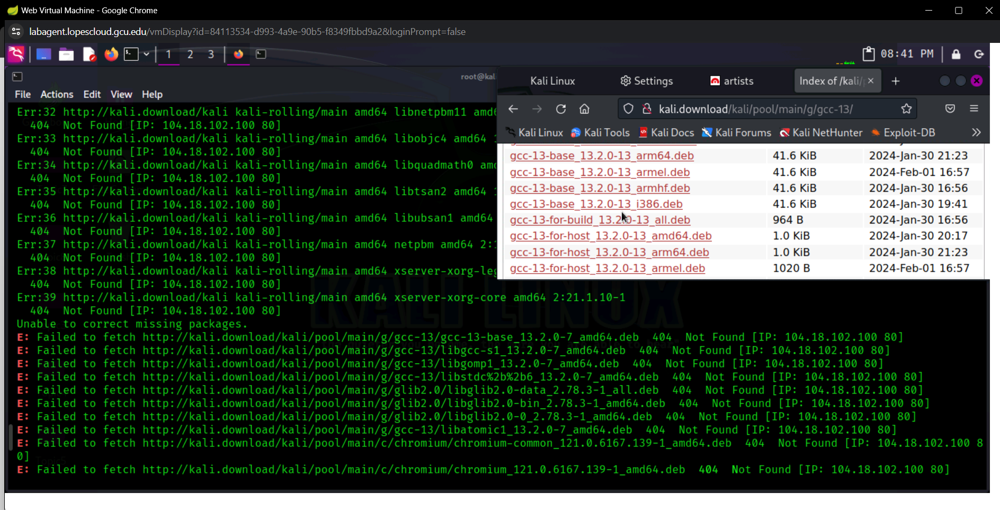 Web Virtual Machine - Google Chrome
labagent.lopescloud.gcu.edu/vmDisplay?id=84113534-d993-4a9e-90b5-f8349fbbd9a2&loginPrompt=false
1 2 3 08:41 PM
root@kal
File Actions Edit View Help
Err:32 http://kali.download/kali kali-rolling/main amd64 libnetpbm11 amd6
404 Not Found [IP: 104.18.102.100 80]
Err:33 http://kali.download/kali kali-rolling/main amd64 libobjc4 amd64 1
404 Not Found [IP: 104.18.102.100 80]
Err:34 http://kali.download/kali kali-rolling/main amd64 libquadmath0 amd
404 Not Found [IP: 104.18.102.100 80]
Err:35 http://kali.download/kali kali-rolling/main amd64 libtsan2 amd64 1
404 Not Found [IP: 104.18.102.100 80]
Err:36 http://kali.download/kali kali-rolling/main amd64 libubsan1 amd64
404 Not Found [IP: 104.18.102.100 80]
Err:37 http://kali.download/kali kali-rolling/main amd64 netpbm amd64 2:1
404 Not Found [IP: 104.18.102.100 80]
Err:38 http://kali.download/kali kali-rolling/main amd64 xserver-xorg-leg
404 Not Found [IP: 104.18.102.100 80]
Err:39 http://kali.download/kali kali-rolling/main amd64 xserver-xorg-core amd64 2:21.1.10-1
404 Not Found [IP: 104.18.102.100 80]
Unable to correct missing packages.
E: Failed to fetch http://kali.download/kali/pool/main/g/gcc-13/gcc-13-base_13.2.0-7_amd64.deb 404 Not Found [IP: 104.18.102.100 80]
E: Failed to fetch http://kali.download/kali/pool/main/g/gcc-13/libgcc-s1_13.2.0-7_amd64.deb 404 Not Found [IP: 104.18.102.100 80]
E: Failed to fetch http://kali.download/kali/pool/main/g/gcc-13/libgomp1_13.2.0-7_amd64.deb 404 Not Found [IP: 104.18.102.100 80]
E: Failed to fetch http://kali.download/kali/pool/main/g/gcc-13/libstdc%2b%2b6_13.2.0-7_amd64.deb 404 Not Found [IP: 104.18.102.100 80]
E: Failed to fetch http://kali.download/kali/pool/main/g/glib2.0/libglib2.0-data_2.78.3-1_all.deb 404 Not Found [IP: 104.18.102.100 80]
E: Failed to fetch http://kali.download/kali/pool/main/g/glib2.0/libglib2.0-bin_2.78.3-1_amd64.deb 404 Not Found [IP: 104.18.102.100 80]
E: Failed to fetch http://kali.download/kali/pool/main/g/glib2.0/libglib2.0-0_2.78.3-1_amd64.deb 404 Not Found [IP: 104.18.102.100 80]
E: Failed to fetch http://kali.download/kali/pool/main/g/gcc-13/libatomic1_13.2.0-7_amd64.deb 404 Not Found [IP: 104.18.102.100 80]
E: Failed to fetch http://kali.download/kali/pool/main/c/chromium/chromium-common_121.0.6167.139-1_amd64.deb 404 Not Found [IP: 104.18.102.100 8
0]
E: Failed to fetch http://kali.download/kali/pool/main/c/chromium/chromium_121.0.6167.139-1_amd64.deb 404 Not Found [IP: 104.18.102.100 80]
KALI LINUX
Kali Linux Settings artists Index of /kali/
kali.download/kali/pool/main/g/gcc-13/
Kali Linux Kali Tools Kali Docs Kali Forums Kali NetHunter Exploit-DB
gcc-13-base_13.2.0-13_arm64.deb 41.6 KiB 2024-Jan-30 21:23
gcc-13-base_13.2.0-13_armel.deb 41.6 KiB 2024-Feb-01 16:57
gcc-13-base_13.2.0-13_armhf.deb 41.6 KiB 2024-Jan-30 16:56
gcc-13-base_13.2.0-13_i386.deb 41.6 KiB 2024-Jan-30 19:41
gcc-13-for-build_13.2.0-13_all.deb 964 B 2024-Jan-30 16:56
gcc-13-for-host_13.2.0-13_amd64.deb 1.0 KiB 2024-Jan-30 20:17
gcc-13-for-host_13.2.0-13_arm64.deb 1.0 KiB 2024-Jan-30 21:23
gcc-13-for-host_13.2.0-13_armel.deb 1020 B 2024-Feb-01 16:57